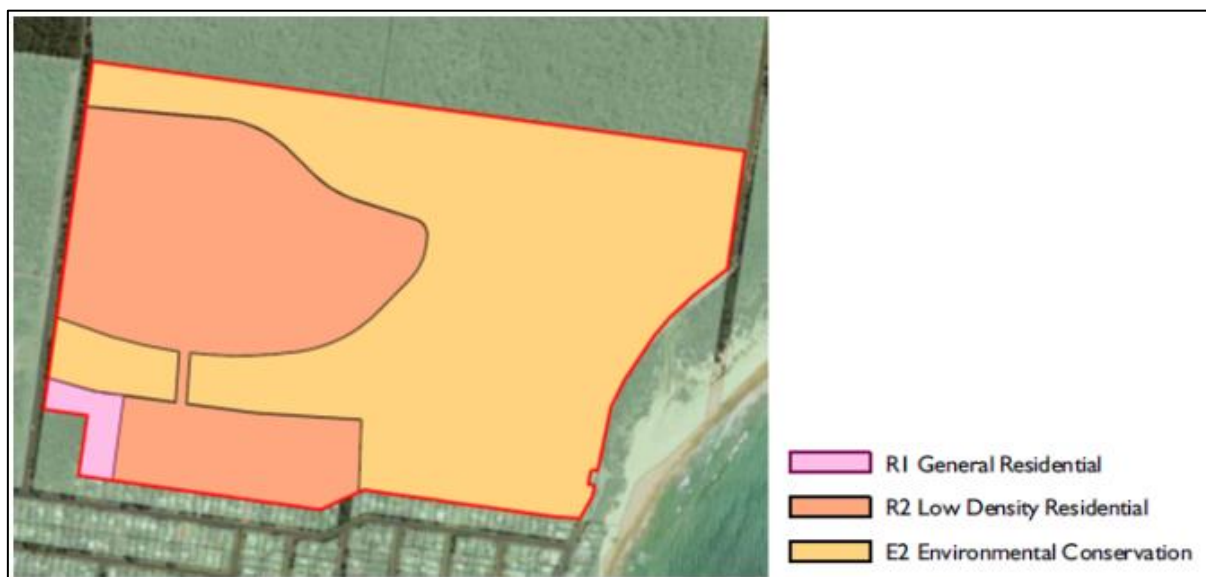 R1 General Residential
R2 Low Density Residential
E2 Environmental Conservation